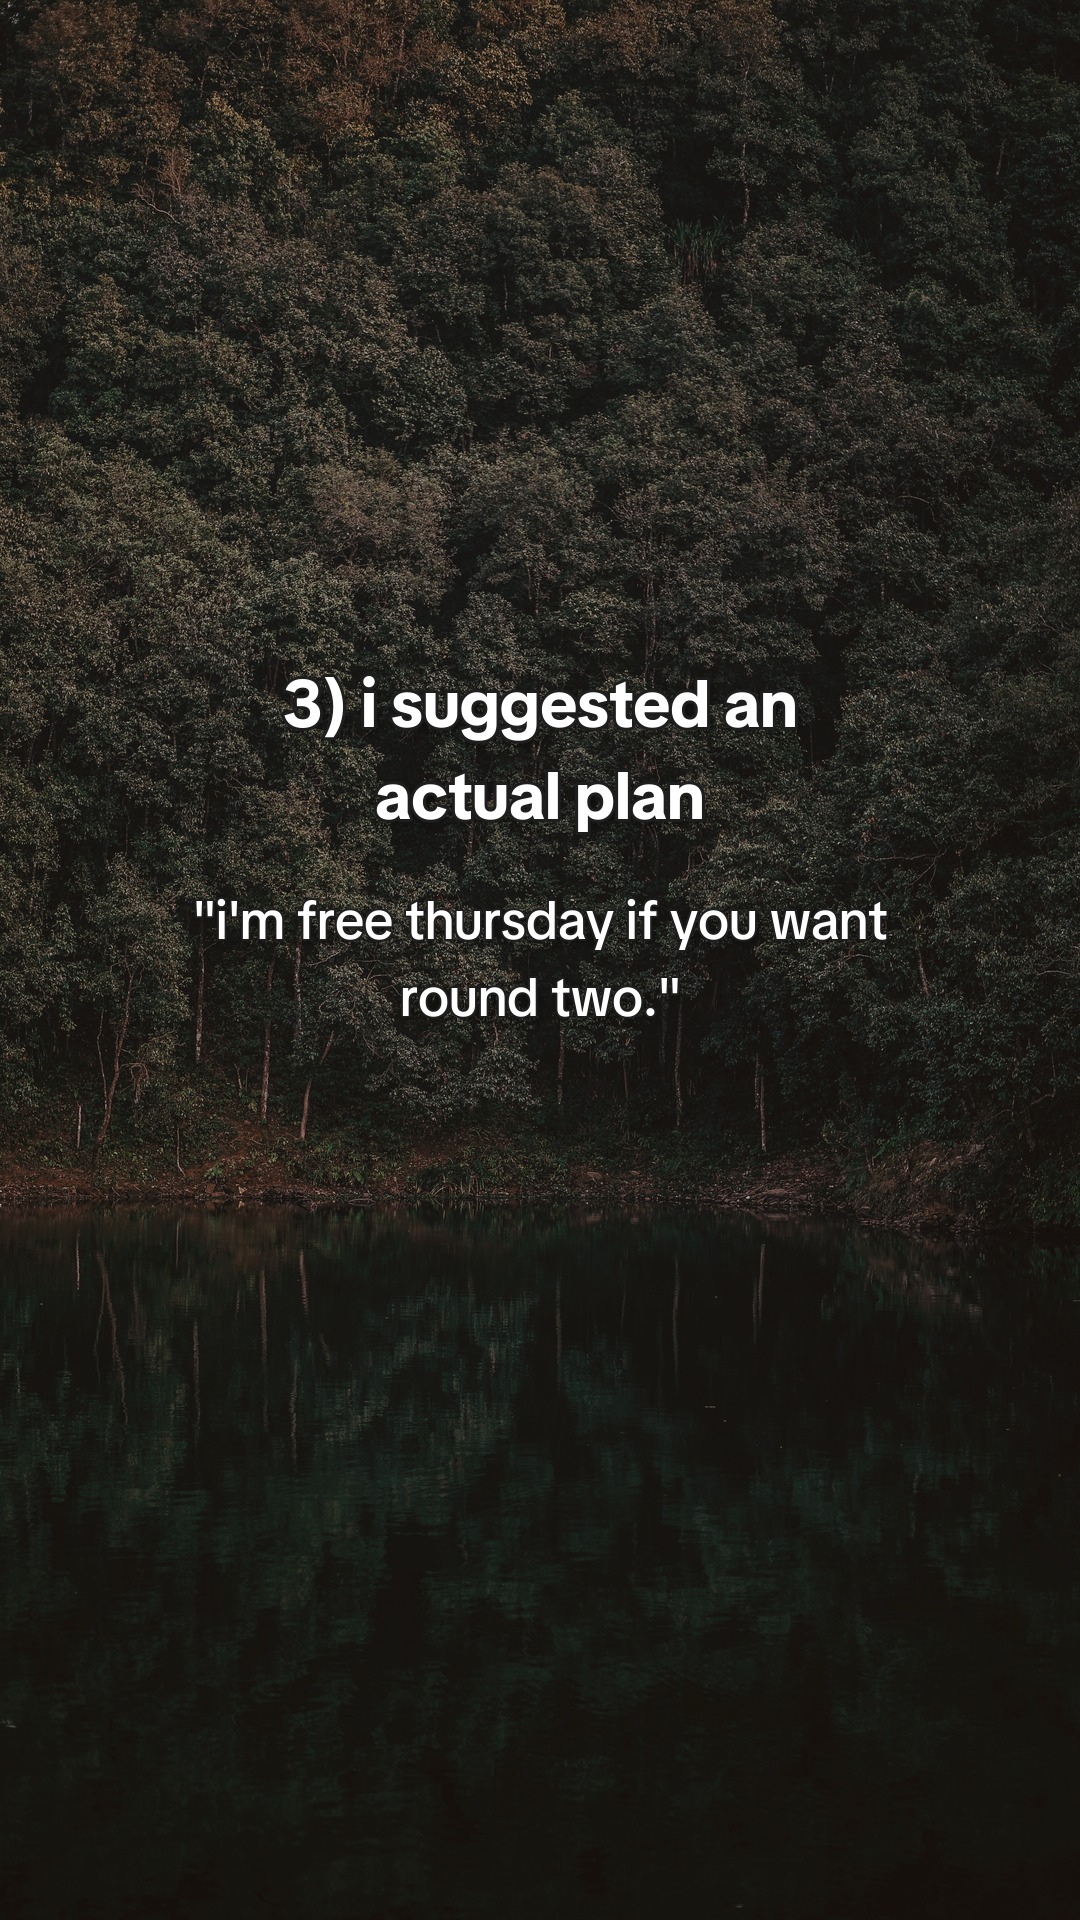 3) i suggested an
actual plan
"i'm free thursday if you want
round two."